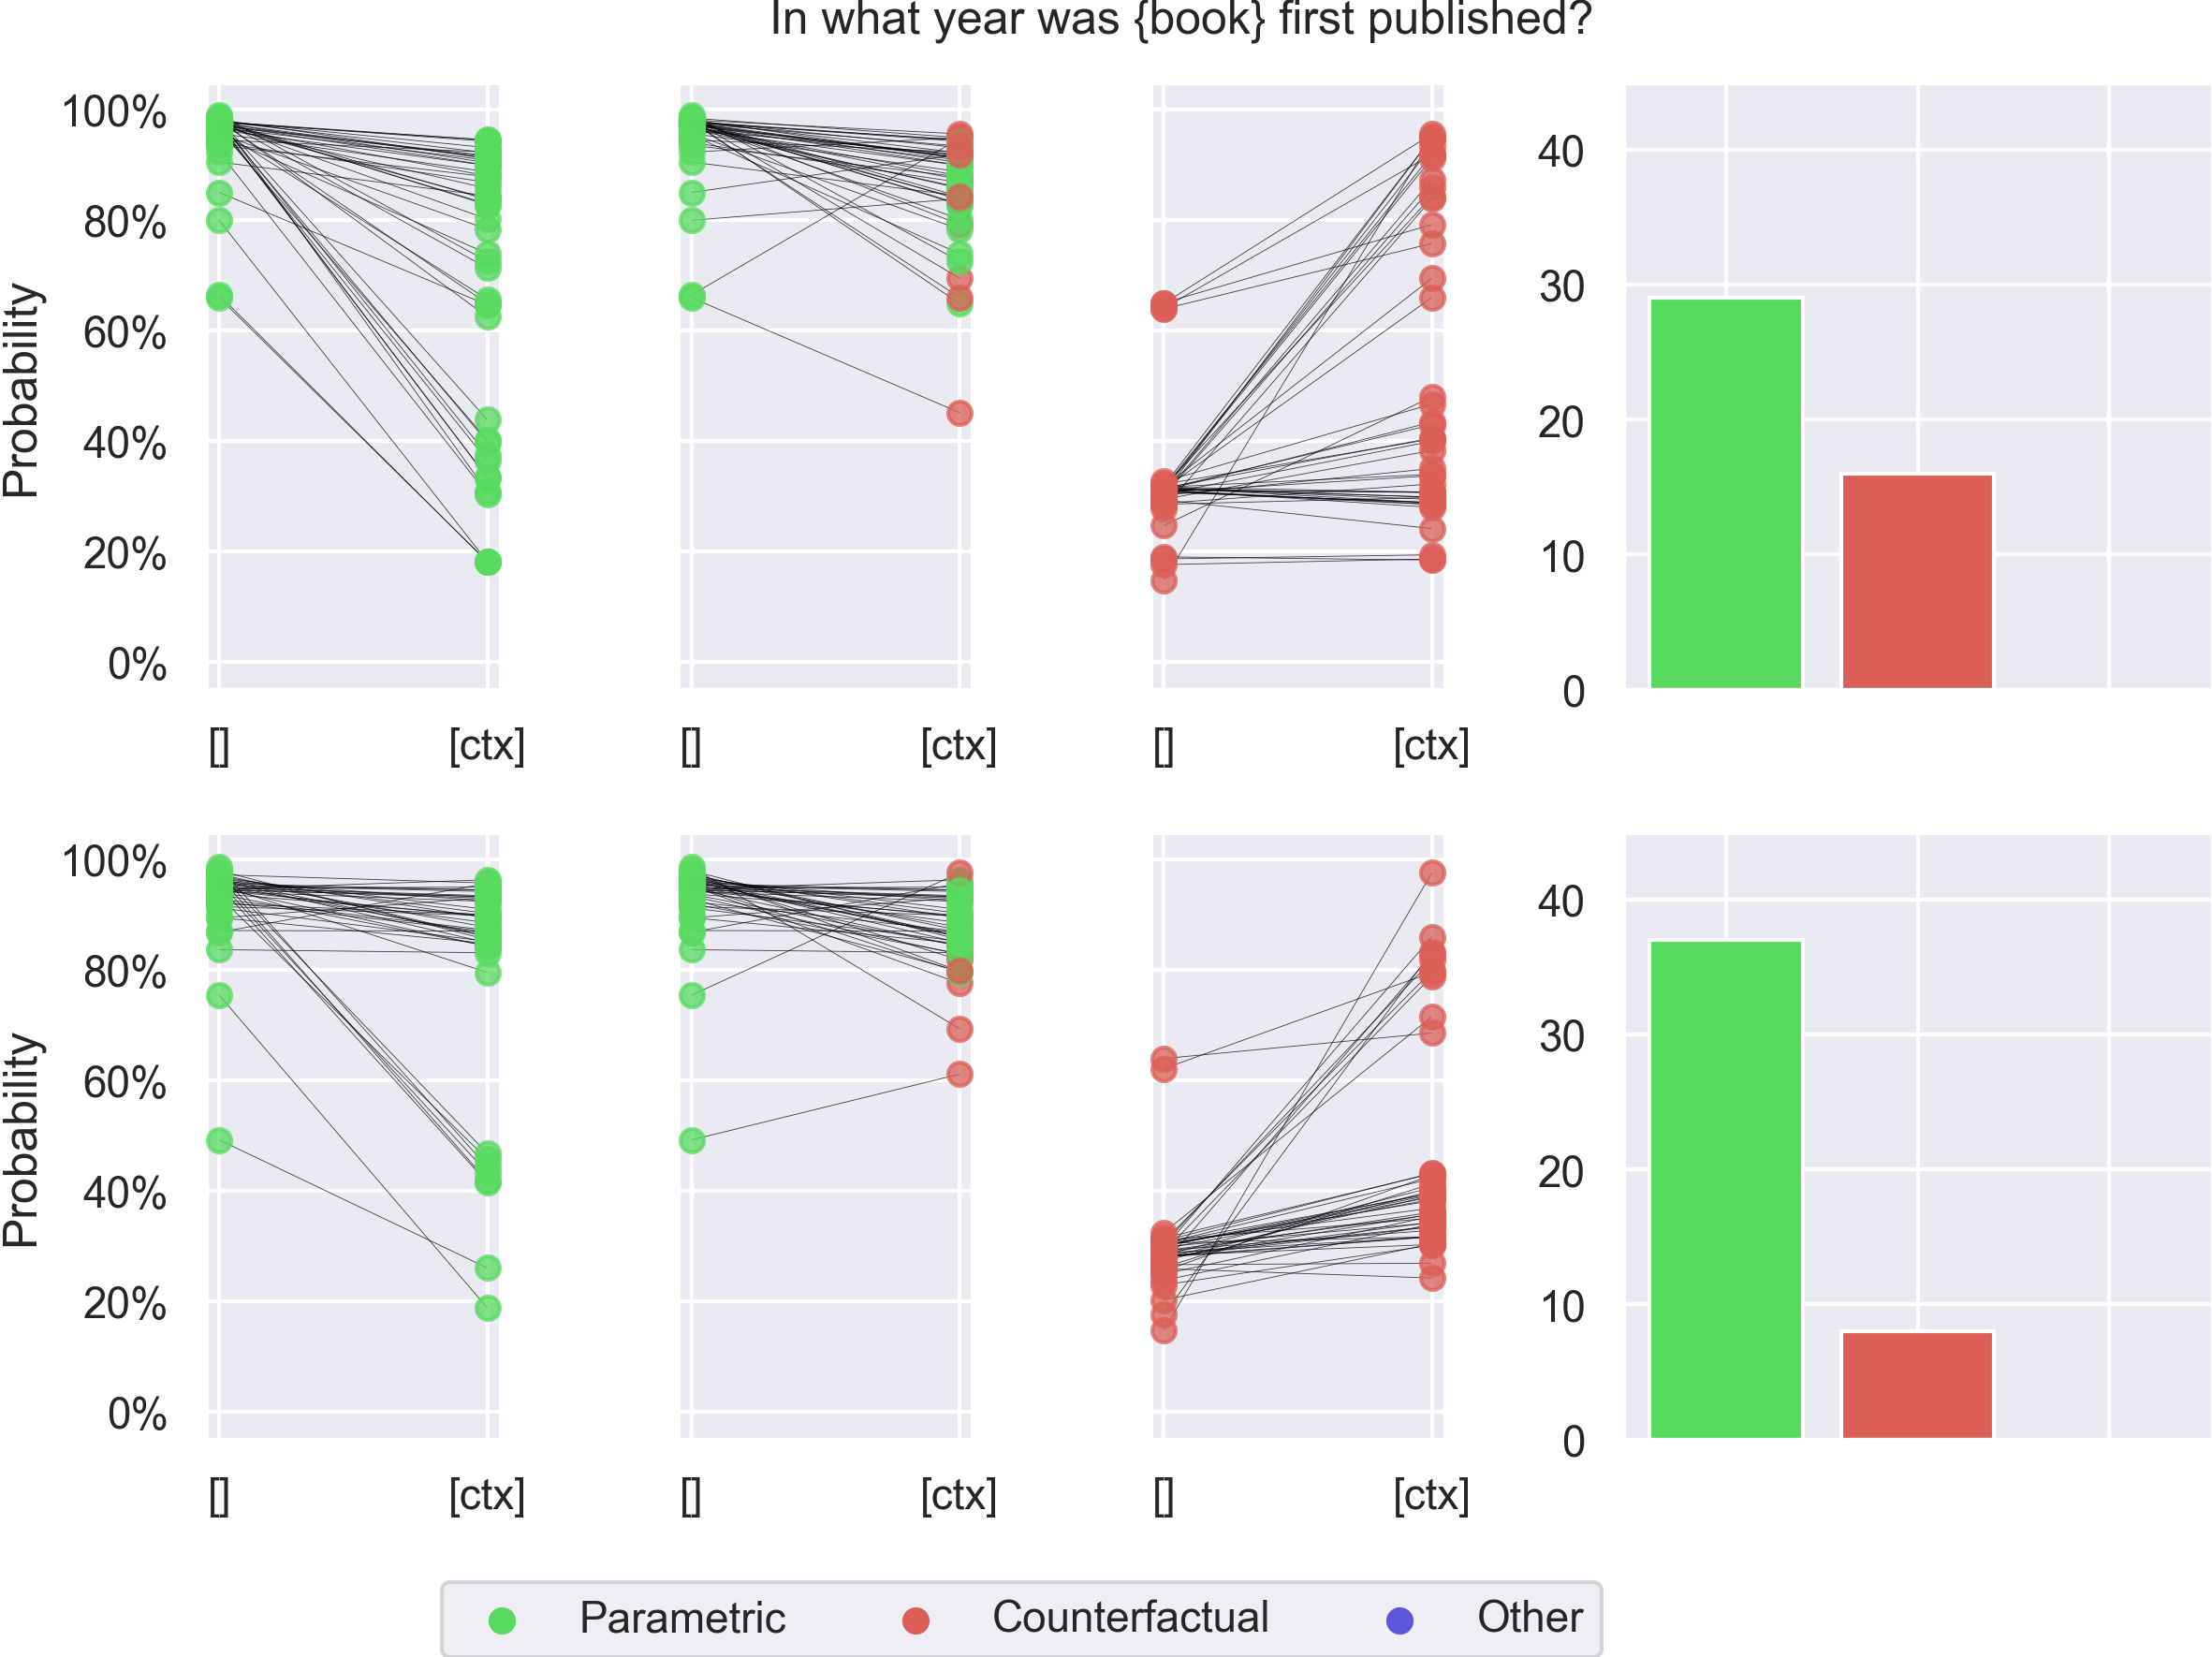 In what year was {book} first published?
Probability
100%
80%
60%
40%
20%
0%
[]
[ctx]
[]
[ctx]
[]
[ctx]
40
30
20
10
0
Probability
100%
80%
60%
40%
20%
0%
[]
[ctx]
[]
[ctx]
[]
[ctx]
40
30
20
10
0
Parametric
Counterfactual
Other